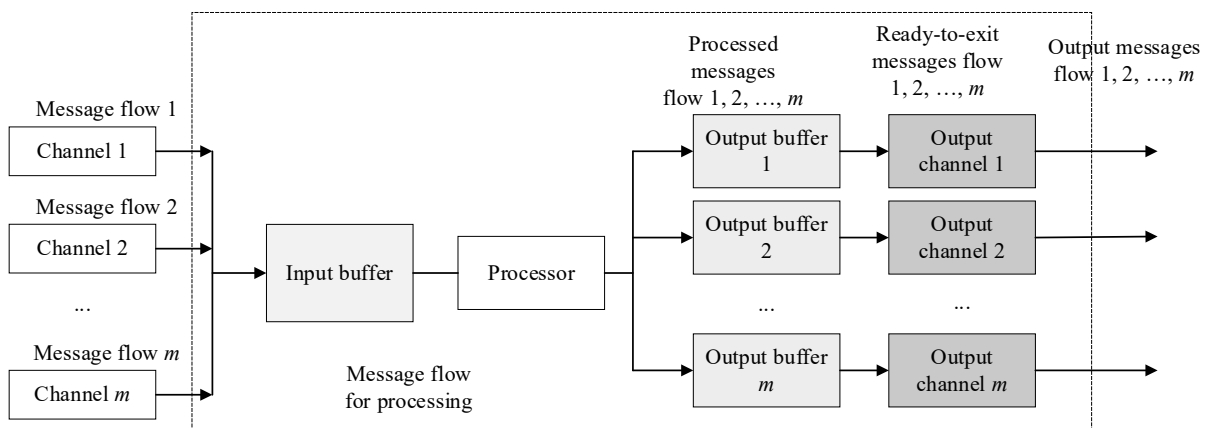 Message flow 1
Channel 1
Message flow 2
Channel 2
...
Message flow m
Channel m
Input buffer
Message flow
for processing
Processor
Processed
messages
flow 1, 2, …, m
Output buffer
1
Output buffer
2
...
Output buffer
m
Ready-to-exit
messages flow
1, 2, …, m
Output
channel 1
Output
channel 2
...
Output
channel m
Output messages
flow 1, 2, …, m